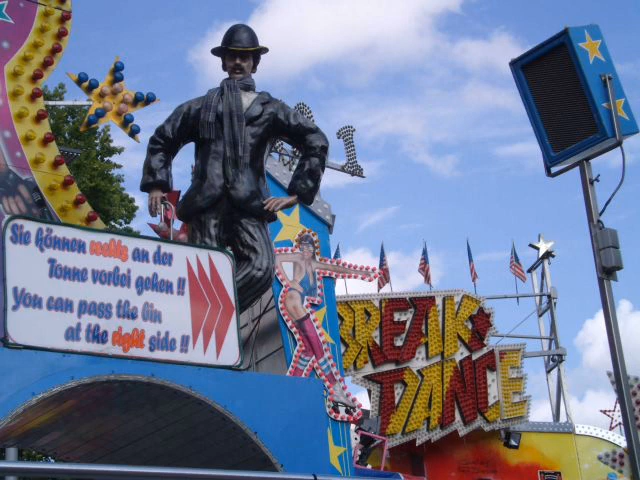 Sie können rechts an der
Tonne vorbei gehen !!
You can pass the bin
at the right side !!
BREAK
DANCE